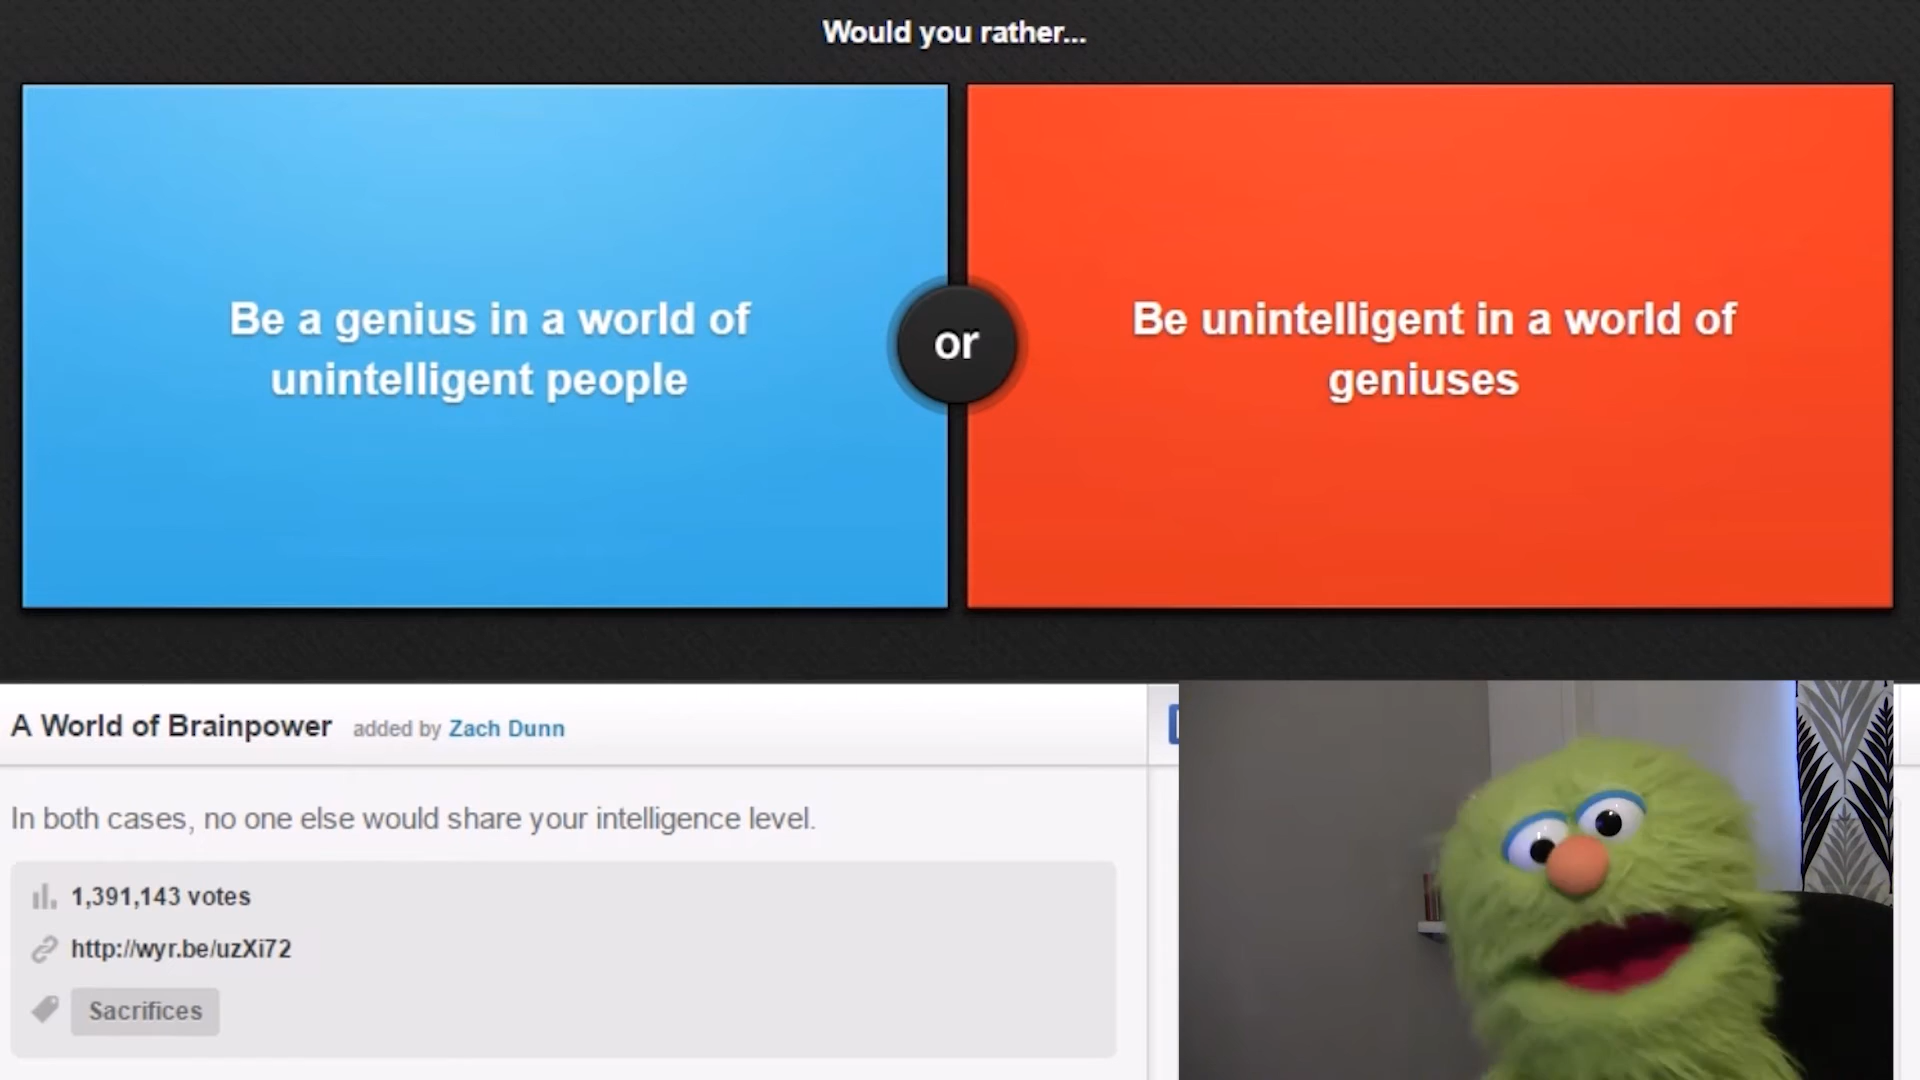 Would you rather...
Be a genius in a world of
unintelligent people
or
Be unintelligent in a world of
geniuses
A World of Brainpower added by Zach Dunn
In both cases, no one else would share your intelligence level.
1,391,143 votes
http://wyr.be/uzXi72
Sacrifices